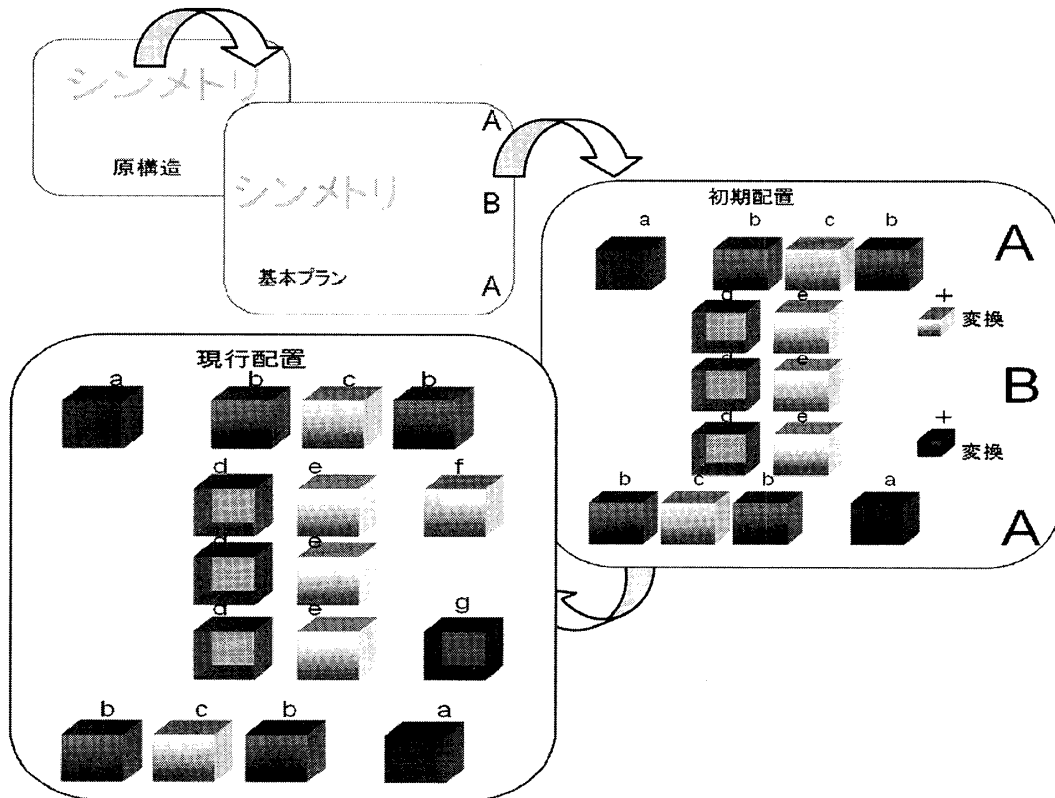 シンメトリ
原構造
シンメトリ
基本プラン
A
B
A
初期配置
a b c b
A
d e
+
変換
d e
B
d e
+
変換
b c b a
A
現行配置
a b c b
d e f
d e
d e g
b c b a